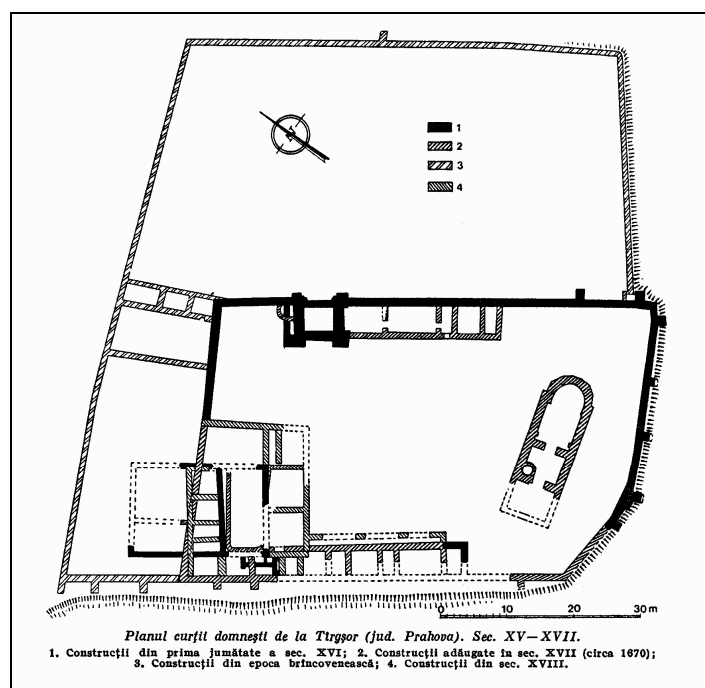 1
2
3
4
0 10 20 30 m
Planul curții domnești de la Tîrgșor (jud. Prahova). Sec. XV—XVII.
1. Construcții din prima jumătate a sec. XVI; 2. Construcții adăugate în sec. XVII (circa 1670);
3. Construcții din epoca brîncovenească; 4. Construcții din sec. XVIII.